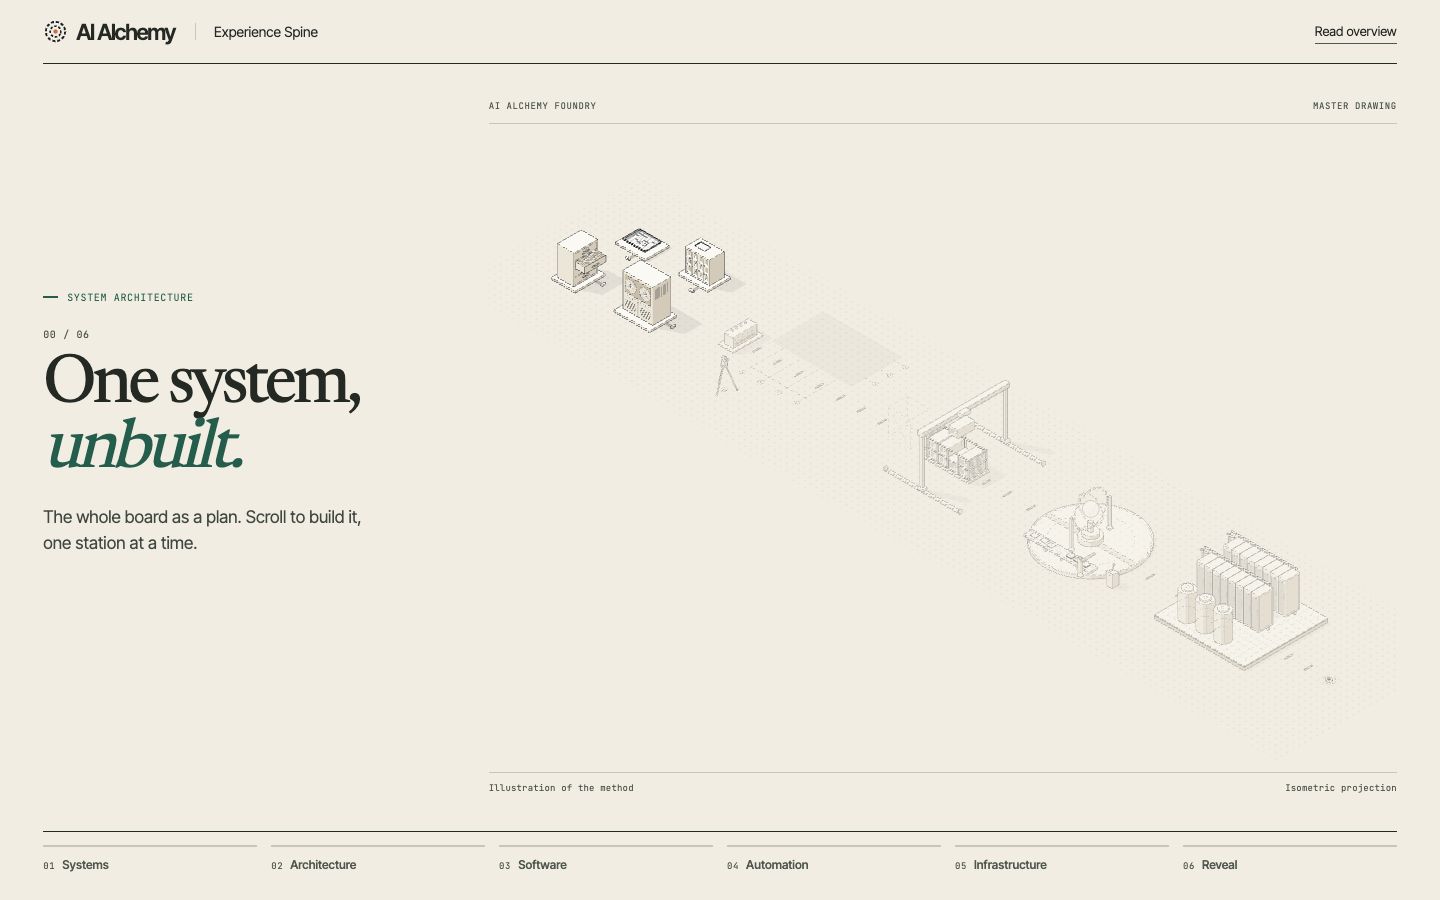 AI Alchemy
Experience Spine
Read overview
AI ALCHEMY FOUNDRY
MASTER DRAWING
SYSTEM ARCHITECTURE
00 / 06
One system,
unbuilt.
The whole board as a plan. Scroll to build it,
one station at a time.
Illustration of the method
Isometric projection
01 Systems
02 Architecture
03 Software
04 Automation
05 Infrastructure
06 Reveal